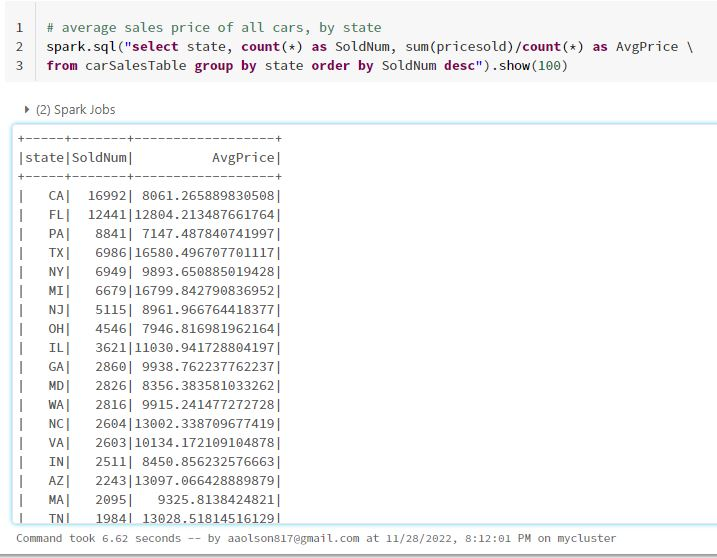 1 # average sales price of all cars, by state
2 spark.sql("select state, count(*) as SoldNum, sum(pricesold)/count(*) as AvgPrice \
3 from carSalesTable group by state order by SoldNum desc").show(100)
(2) Spark Jobs
+-----+-------+------------------+
|state|SoldNum|          AvgPrice|
+-----+-------+------------------+
|   CA|  16992| 8061.265889830508|
|   FL|  12441|12804.213487661764|
|   PA|   8841| 7147.487840741997|
|   TX|   6986|16580.496707701117|
|   NY|   6949| 9893.650885019428|
|   MI|   6679|16799.842790836952|
|   NJ|   5115| 8961.966764418377|
|   OH|   4546| 7946.816981962164|
|   IL|   3621|11030.941728804197|
|   GA|   2860| 9938.762237762237|
|   MD|   2826| 8356.383581033262|
|   WA|   2816| 9915.241477272728|
|   NC|   2604|13002.338709677419|
|   VA|   2603|10134.172109104878|
|   IN|   2511| 8450.856232576663|
|   AZ|   2243|13097.066428889879|
|   MA|   2095|   9325.8138424821|
|   TN|   1984| 13028.51814516129|
Command took 6.62 seconds -- by aaolson817@gmail.com at 11/28/2022, 8:12:01 PM on mycluster